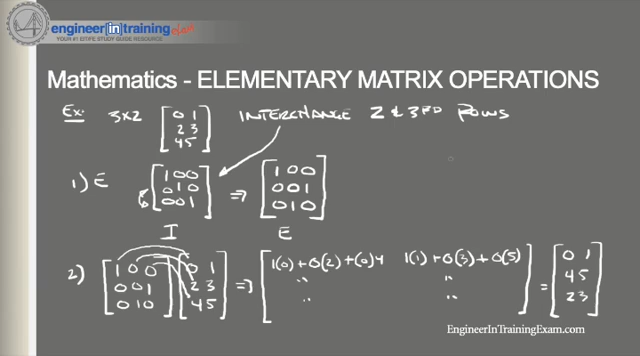 engineer[in]training exam
YOUR #1 EIT/FE STUDY GUIDE RESOURCE
Mathematics - ELEMENTARY MATRIX OPERATIONS
Ex: 3x2 [0 1 INTERCHANGE 2 & 3RD ROWS
2 3
4 5]
1) E [1 0 0 => [1 0 0
0 1 0 0 0 1
0 0 1] 0 1 0]
I E
2) [1 0 0 [0 1 => [1(0) + 0(2) + (0)4 1(1) + 0(3) + 0(5)] = [0 1
0 0 1 2 3 " " 4 5
0 1 0] 4 5] " " 2 3]
EngineerInTrainingExam.com